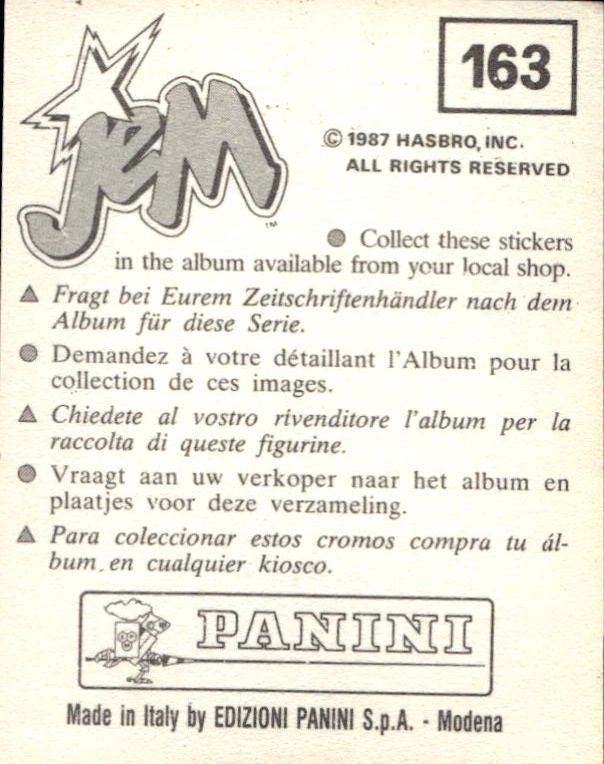 163
Jem
™
© 1987 HASBRO, INC.
ALL RIGHTS RESERVED
Collect these stickers
in the album available from your local shop.
Fragt bei Eurem Zeitschriftenhändler nach dem
Album für diese Serie.
Demandez à votre détaillant l'Album pour la
collection de ces images.
Chiedete al vostro rivenditore l'album per la
raccolta di queste figurine.
Vraagt aan uw verkoper naar het album en
plaatjes voor deze verzameling.
Para coleccionar estos cromos compra tu ál-
bum en cualquier kiosco.
PANINI
Made in Italy by EDIZIONI PANINI S.p.A. - Modena